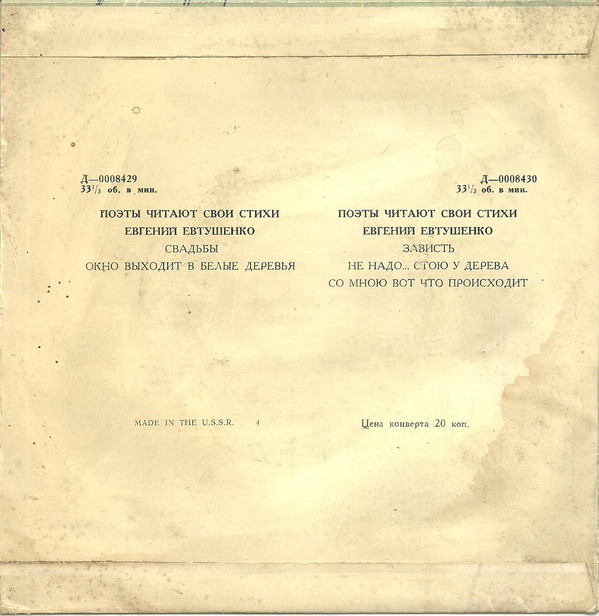 Д—0008429
33 1/3 об. в мин.
ПОЭТЫ ЧИТАЮТ СВОИ СТИХИ
ЕВГЕНИЙ ЕВТУШЕНКО
СВАДЬБЫ
ОКНО ВЫХОДИТ В БЕЛЫЕ ДЕРЕВЬЯ
Д—0008430
33 1/3 об. в мин.
ПОЭТЫ ЧИТАЮТ СВОИ СТИХИ
ЕВГЕНИЙ ЕВТУШЕНКО
ЗАВИСТЬ
НЕ НАДО... СТОЮ У ДЕРЕВА
СО МНОЮ ВОТ ЧТО ПРОИСХОДИТ
MADE IN THE U.S.S.R. 4
Цена конверта 20 коп.